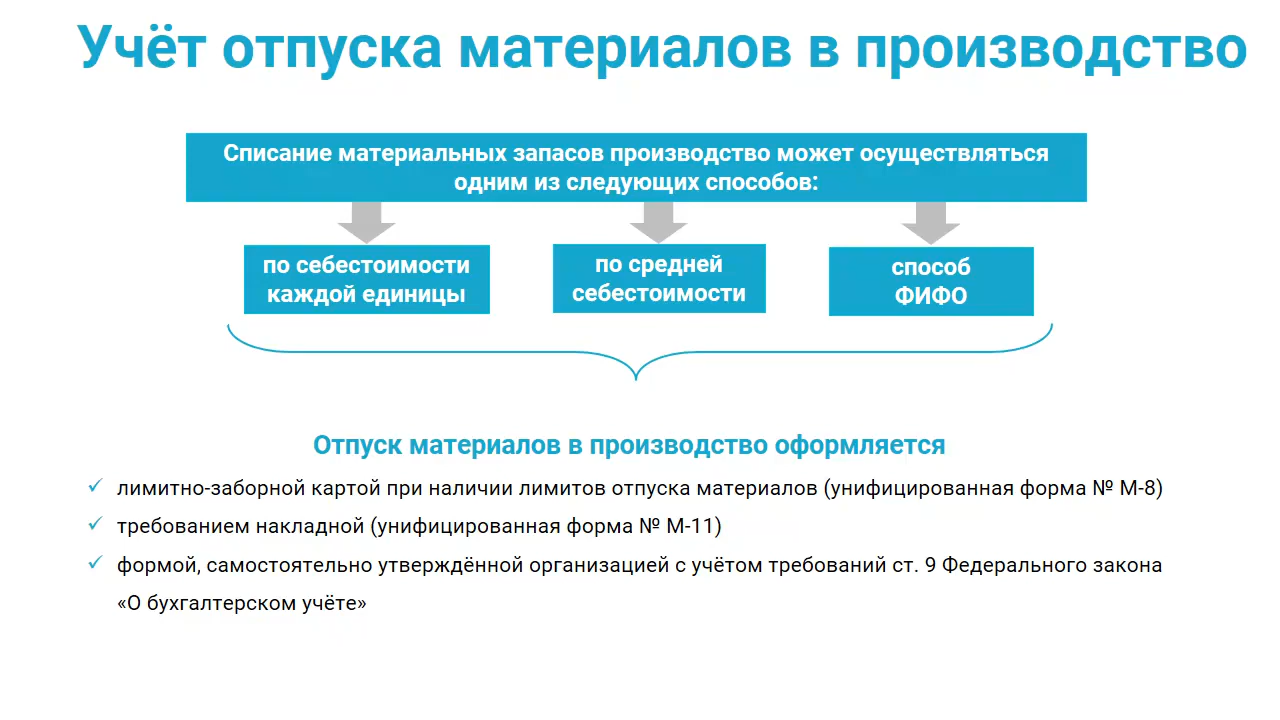 Учёт отпуска материалов в производство
Списание материальных запасов производство может осуществляться
одним из следующих способов:
по себестоимости
каждой единицы
по средней
себестоимости
способ
ФИФО
Отпуск материалов в производство оформляется
✓ лимитно-заборной картой при наличии лимитов отпуска материалов (унифицированная форма № М-8)
✓ требованием накладной (унифицированная форма № М-11)
✓ формой, самостоятельно утверждённой организацией с учётом требований ст. 9 Федерального закона
«О бухгалтерском учёте»